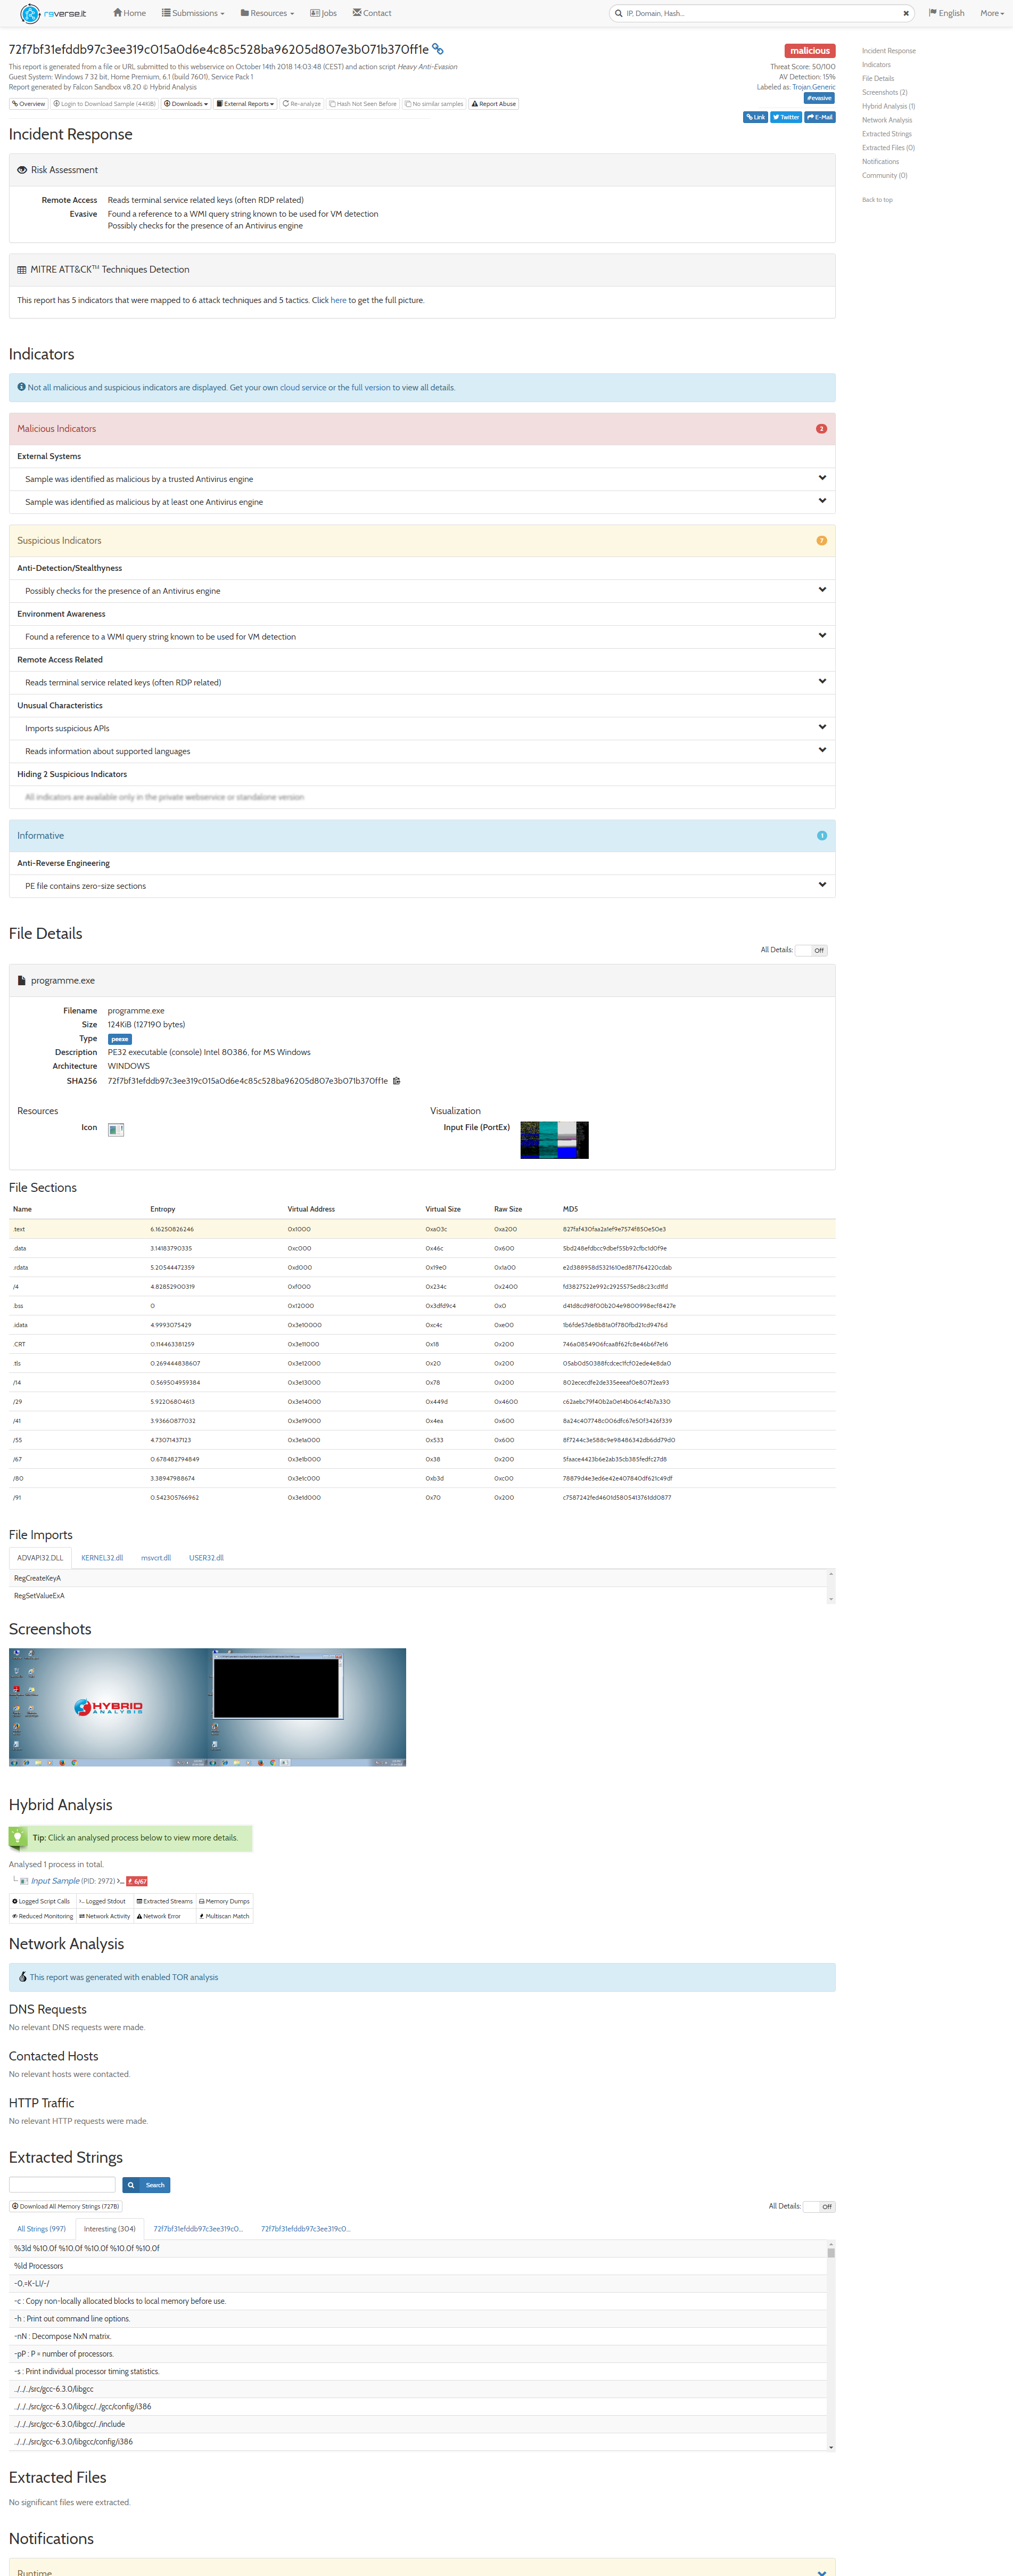 rsverse.it
Home
Submissions
Resources
Jobs
Contact
IP, Domain, Hash...
English
More
72f7bf31efddb97c3ee319c015a0d6e4c85c528ba96205d807e3b071b370ff1e
This report is generated from a file or URL submitted to this webservice on October 14th 2018 14:03:48 (CEST) and action script Heavy Anti-Evasion
Guest System: Windows 7 32 bit, Home Premium, 6.1 (build 7601), Service Pack 1
Report generated by Falcon Sandbox v8.20 © Hybrid Analysis
malicious
Threat Score: 50/100
AV Detection: 15%
Labeled as: Trojan.Generic
#evasive
Overview
Login to Download Sample (44KiB)
Downloads
External Reports
Re-analyze
Hash Not Seen Before
No similar samples
Report Abuse
Link
Twitter
E-Mail
Incident Response
Indicators
File Details
Screenshots (2)
Hybrid Analysis (1)
Network Analysis
Extracted Strings
Extracted Files (0)
Notifications
Community (0)
Back to top
Incident Response
Risk Assessment
Remote Access Reads terminal service related keys (often RDP related)
Evasive Found a reference to a WMI query string known to be used for VM detection
Possibly checks for the presence of an Antivirus engine
MITRE ATT&CK™ Techniques Detection
This report has 5 indicators that were mapped to 6 attack techniques and 5 tactics. Click here to get the full picture.
Indicators
Not all malicious and suspicious indicators are displayed. Get your own cloud service or the full version to view all details.
Malicious Indicators 2
External Systems
Sample was identified as malicious by a trusted Antivirus engine
Sample was identified as malicious by at least one Antivirus engine
Suspicious Indicators 7
Anti-Detection/Stealthyness
Possibly checks for the presence of an Antivirus engine
Environment Awareness
Found a reference to a WMI query string known to be used for VM detection
Remote Access Related
Reads terminal service related keys (often RDP related)
Unusual Characteristics
Imports suspicious APIs
Reads information about supported languages
Hiding 2 Suspicious Indicators
All indicators are available only in the private webservice or standalone version
Informative 1
Anti-Reverse Engineering
PE file contains zero-size sections
File Details
All Details: Off
programme.exe
Filename programme.exe
Size 124KiB (127190 bytes)
Type peexe
Description PE32 executable (console) Intel 80386, for MS Windows
Architecture WINDOWS
SHA256 72f7bf31efddb97c3ee319c015a0d6e4c85c528ba96205d807e3b071b370ff1e
Resources
Icon
Visualization
Input File (PortEx)
File Sections
Name Entropy Virtual Address Virtual Size Raw Size MD5
.text 6.16250826246 0x1000 0xa03c 0xa200 827faf430faa2a1ef9e7574f850e50e3
.data 3.14183790335 0xc000 0x46c 0x600 5bd248efdbcc9dbef55b92cfbc1d0f9e
.rdata 5.20544472359 0xd000 0x19e0 0x1a00 e2d388958d5321610ed871764220cdab
/4 4.82852900319 0xf000 0x234c 0x2400 fd3827522e992c2925575ed8c23cd1fd
.bss 0 0x12000 0x3dfd9c4 0x0 d41d8cd98f00b204e9800998ecf8427e
.idata 4.9993075429 0x3e10000 0xc4c 0xe00 1b6fde57de8b81a0f780fbd21cd9476d
.CRT 0.114463381259 0x3e11000 0x18 0x200 746a0854906fcaa8f62fc8e46b6f7e16
.tls 0.269444838607 0x3e12000 0x20 0x200 05ab0d50388fcdcec1fcf02ede4e8da0
/14 0.569504959384 0x3e13000 0x78 0x200 802ececdfe2de335eeeaf0e807f2ea93
/29 5.92206804613 0x3e14000 0x449d 0x4600 c62aebc79f40b2a0e14b064cf4b7a330
/41 3.93660877032 0x3e19000 0x4ea 0x600 8a24c407748c006dfc67e50f3426f339
/55 4.73071437123 0x3e1a000 0x533 0x600 8f7244c3e588c9e98486342db6dd79d0
/67 0.678482794849 0x3e1b000 0x38 0x200 5faace4423b6e2ab35cb385fedfc27d8
/80 3.38947988674 0x3e1c000 0xb3d 0xc00 78879d4e3ed6e42e407840df621c49df
/91 0.542305766962 0x3e1d000 0x70 0x200 c7587242fed4601d5805413761dd0877
File Imports
ADVAPI32.DLL KERNEL32.dll msvcrt.dll USER32.dll
RegCreateKeyA
RegSetValueExA
Screenshots
HYBRID
ANALYSIS
Hybrid Analysis
Tip: Click an analysed process below to view more details.
Analysed 1 process in total.
Input Sample (PID: 2972) 6/67
Logged Script Calls
Logged Stdout
Extracted Streams
Memory Dumps
Reduced Monitoring
Network Activity
Network Error
Multiscan Match
Network Analysis
This report was generated with enabled TOR analysis
DNS Requests
No relevant DNS requests were made.
Contacted Hosts
No relevant hosts were contacted.
HTTP Traffic
No relevant HTTP requests were made.
Extracted Strings
Search
Download All Memory Strings (727B)
All Details: Off
All Strings (997) Interesting (304) 72f7bf31efddb97c3ee319c0... 72f7bf31efddb97c3ee319c0...
%3ld %10.0f %10.0f %10.0f %10.0f %10.0f
%ld Processors
-0,=K-LI/-/
-c : Copy non-locally allocated blocks to local memory before use.
-h : Print out command line options.
-nN : Decompose NxN matrix.
-pP : P = number of processors.
-s : Print individual processor timing statistics.
../../../src/gcc-6.3.0/libgcc
../../../src/gcc-6.3.0/libgcc/../gcc/config/i386
../../../src/gcc-6.3.0/libgcc/../include
../../../src/gcc-6.3.0/libgcc/config/i386
Extracted Files
No significant files were extracted.
Notifications
Runtime